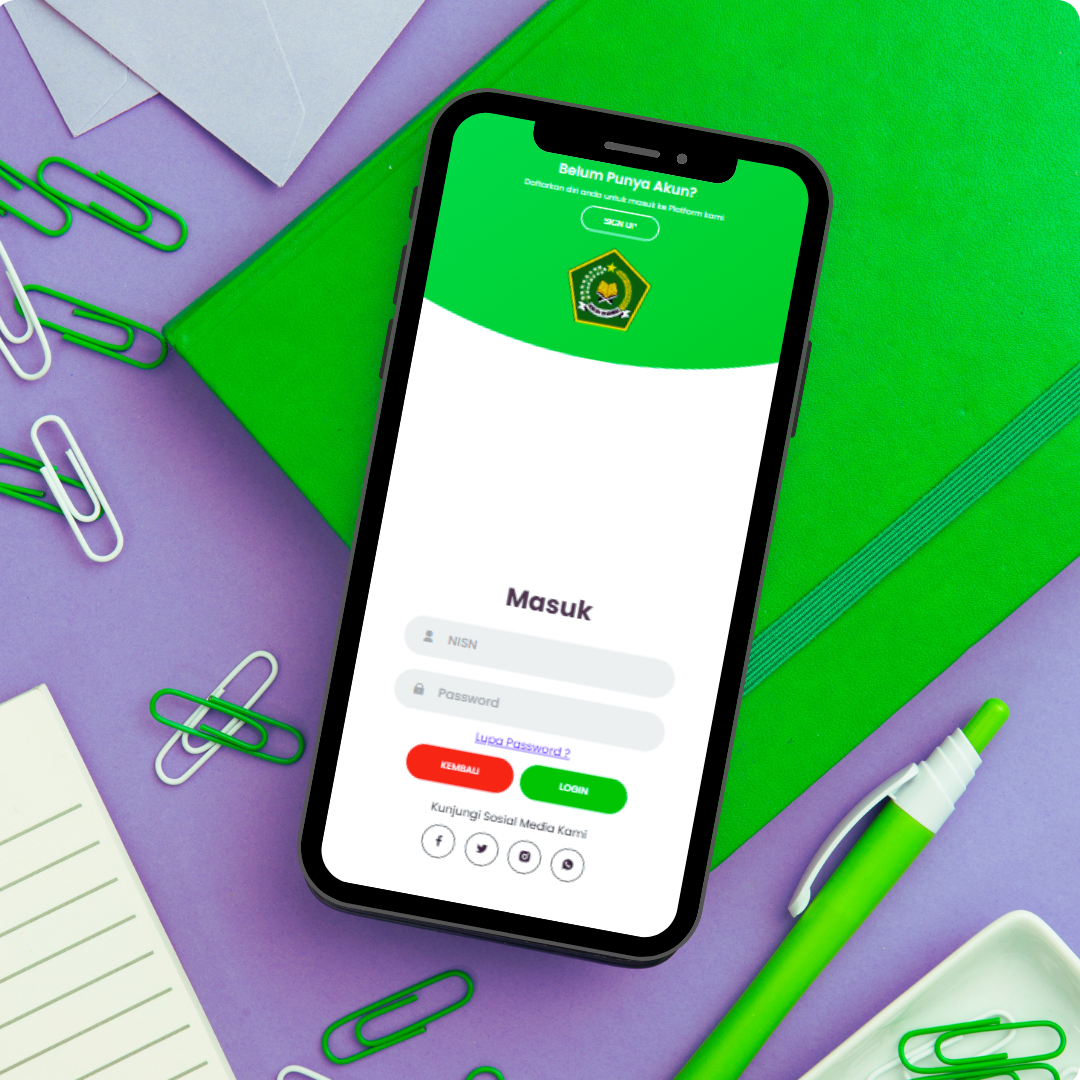 Belum Punya Akun?
Daftarkan diri anda untuk masuk ke Platform kami
SIGN UP
Masuk
NISN
Password
Lupa Password ?
KEMBALI
LOGIN
Kunjungi Sosial Media Kami